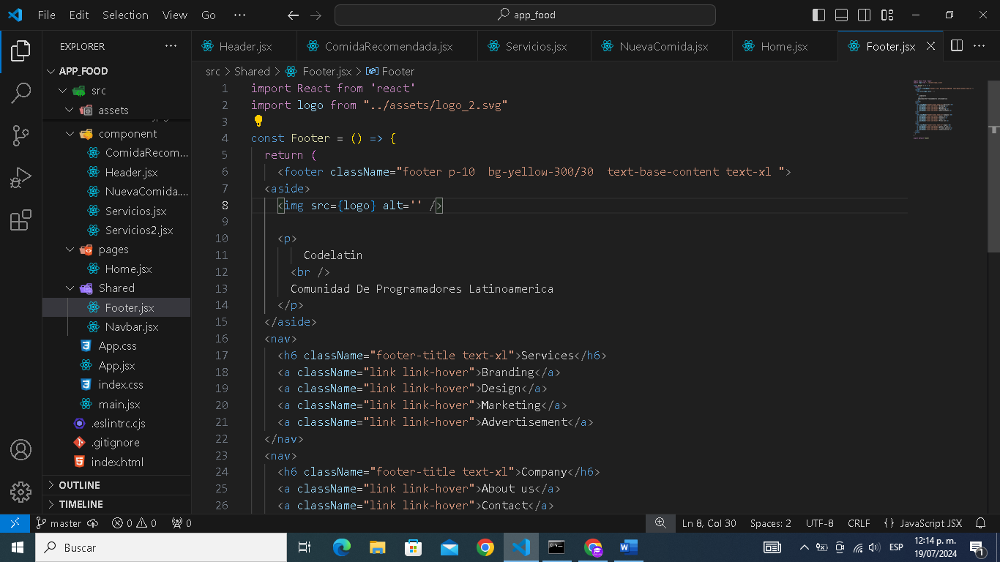 File Edit Selection View Go ··· app_food
EXPLORER ···
APP_FOOD
src
assets
component
ComidaRecom...
Header.jsx
NuevaComida....
Servicios.jsx
Servicios2.jsx
pages
Home.jsx
Shared
Footer.jsx
Navbar.jsx
App.css
App.jsx
index.css
main.jsx
.eslintrc.cjs
.gitignore
index.html
OUTLINE
TIMELINE
Header.jsx ComidaRecomendada.jsx Servicios.jsx NuevaComida.jsx Home.jsx Footer.jsx ···
src > Shared > Footer.jsx > Footer
1 import React from 'react'
2 import logo from "../assets/logo_2.svg"
3
4 const Footer = () => {
5 return (
6 <footer className="footer p-10  bg-yellow-300/30  text-base-content text-xl ">
7 <aside>
8 <img src={logo} alt='' />
9
10 <p>
11 Codelatin
12 <br />
13 Comunidad De Programadores Latinoamerica
14 </p>
15 </aside>
16 <nav>
17 <h6 className="footer-title text-xl">Services</h6>
18 <a className="link link-hover">Branding</a>
19 <a className="link link-hover">Design</a>
20 <a className="link link-hover">Marketing</a>
21 <a className="link link-hover">Advertisement</a>
22 </nav>
23 <nav>
24 <h6 className="footer-title text-xl">Company</h6>
25 <a className="link link-hover">About us</a>
26 <a className="link link-hover">Contact</a>
master 0 0 0 Ln 8, Col 30 Spaces: 2 UTF-8 CRLF {} JavaScript JSX
Buscar ESP 12:14 p. m.
19/07/2024 1